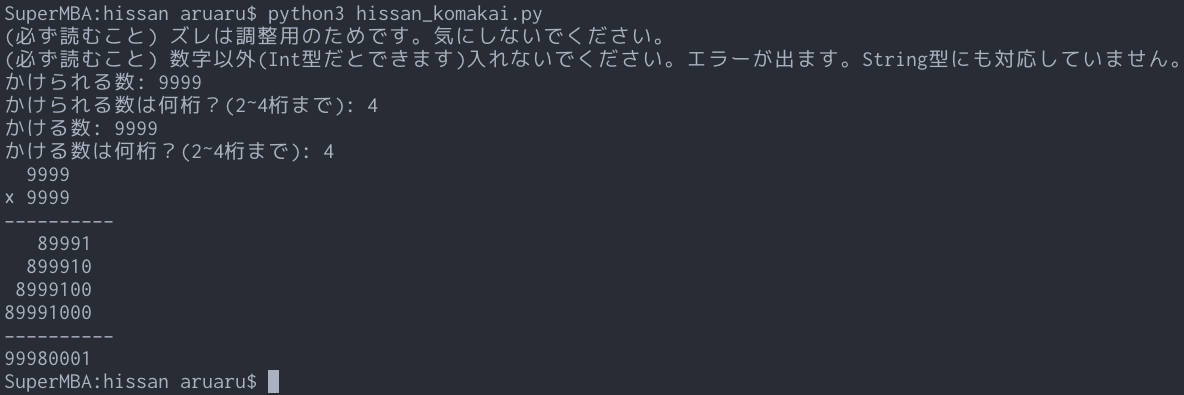 SuperMBA:hissan aruaru$ python3 hissan_komakai.py
(必ず読むこと) ズレは調整用のためです。気にしないでください。
(必ず読むこと) 数字以外(Int型だとできます)入れないでください。エラーが出ます。String型にも対応していません。
かけられる数: 9999
かけられる数は何桁？(2~4桁まで): 4
かける数: 9999
かける数は何桁？(2~4桁まで): 4
  9999
x 9999
----------
   89991
  899910
 8999100
89991000
----------
99980001
SuperMBA:hissan aruaru$